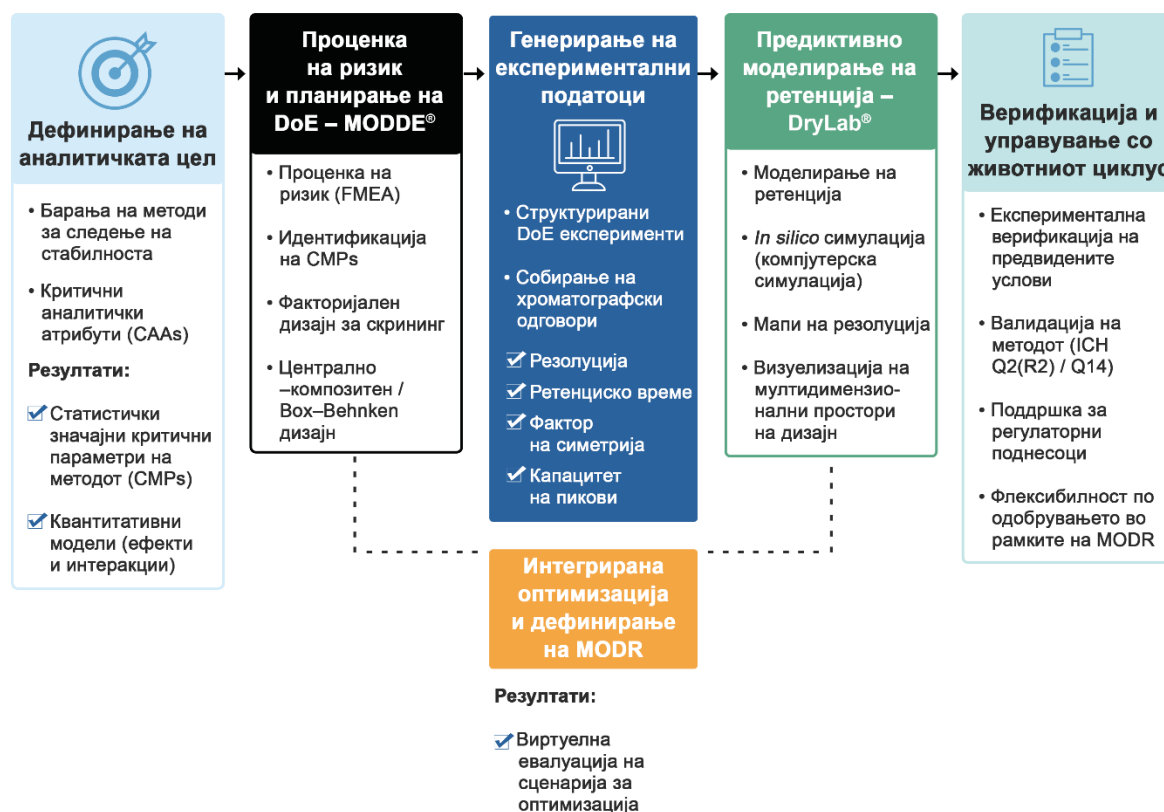 Дефинирање на
аналитичката цел
• Барања на методи
за следење на
стабилноста
• Критични
аналитички
атрибути (CAAs)
Резултати:
Статистички
значајни критични
параметри на
методот (CMPs)
Квантитативни
модели (ефекти
и интеракции)
Проценка
на ризик
и планирање на
DoE – MODDE®
• Проценка на
ризик (FMEA)
• Идентификација
на CMPs
• Факторијален
дизајн за скрининг
• Централно
–композитен /
Box–Behnken
дизајн
Генерирање на
експериментални
податоци
• Структурирани
DoE експерименти
• Собирање на
хроматографски
одговори
Резолуција
Ретенциско време
Фактор
на симетрија
Капацитет
на пикови
Предиктивно
моделирање на
ретенција –
DryLab®
• Моделирање на
ретенција
• In silico симулација
(компјутерска
симулација)
• Мапи на резолуција
• Визуелизација на
мултидимензио-
нални простори
на дизајн
Верификација и
управување со
животниот циклус
• Експериментална
верификација на
предвидените
услови
• Валидација на
методот (ICH
Q2(R2) / Q14)
• Поддршка за
регулаторни
поднесоци
• Флексибилност по
одобрувањето во
рамките на MODR
Интегрирана
оптимизација
и дефинирање
на MODR
Резултати:
Виртуелна
евалуација на
сценарија за
оптимизација